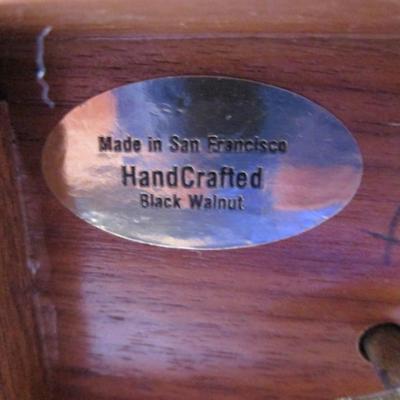 Made in San Francisco
HandCrafted
Black Walnut